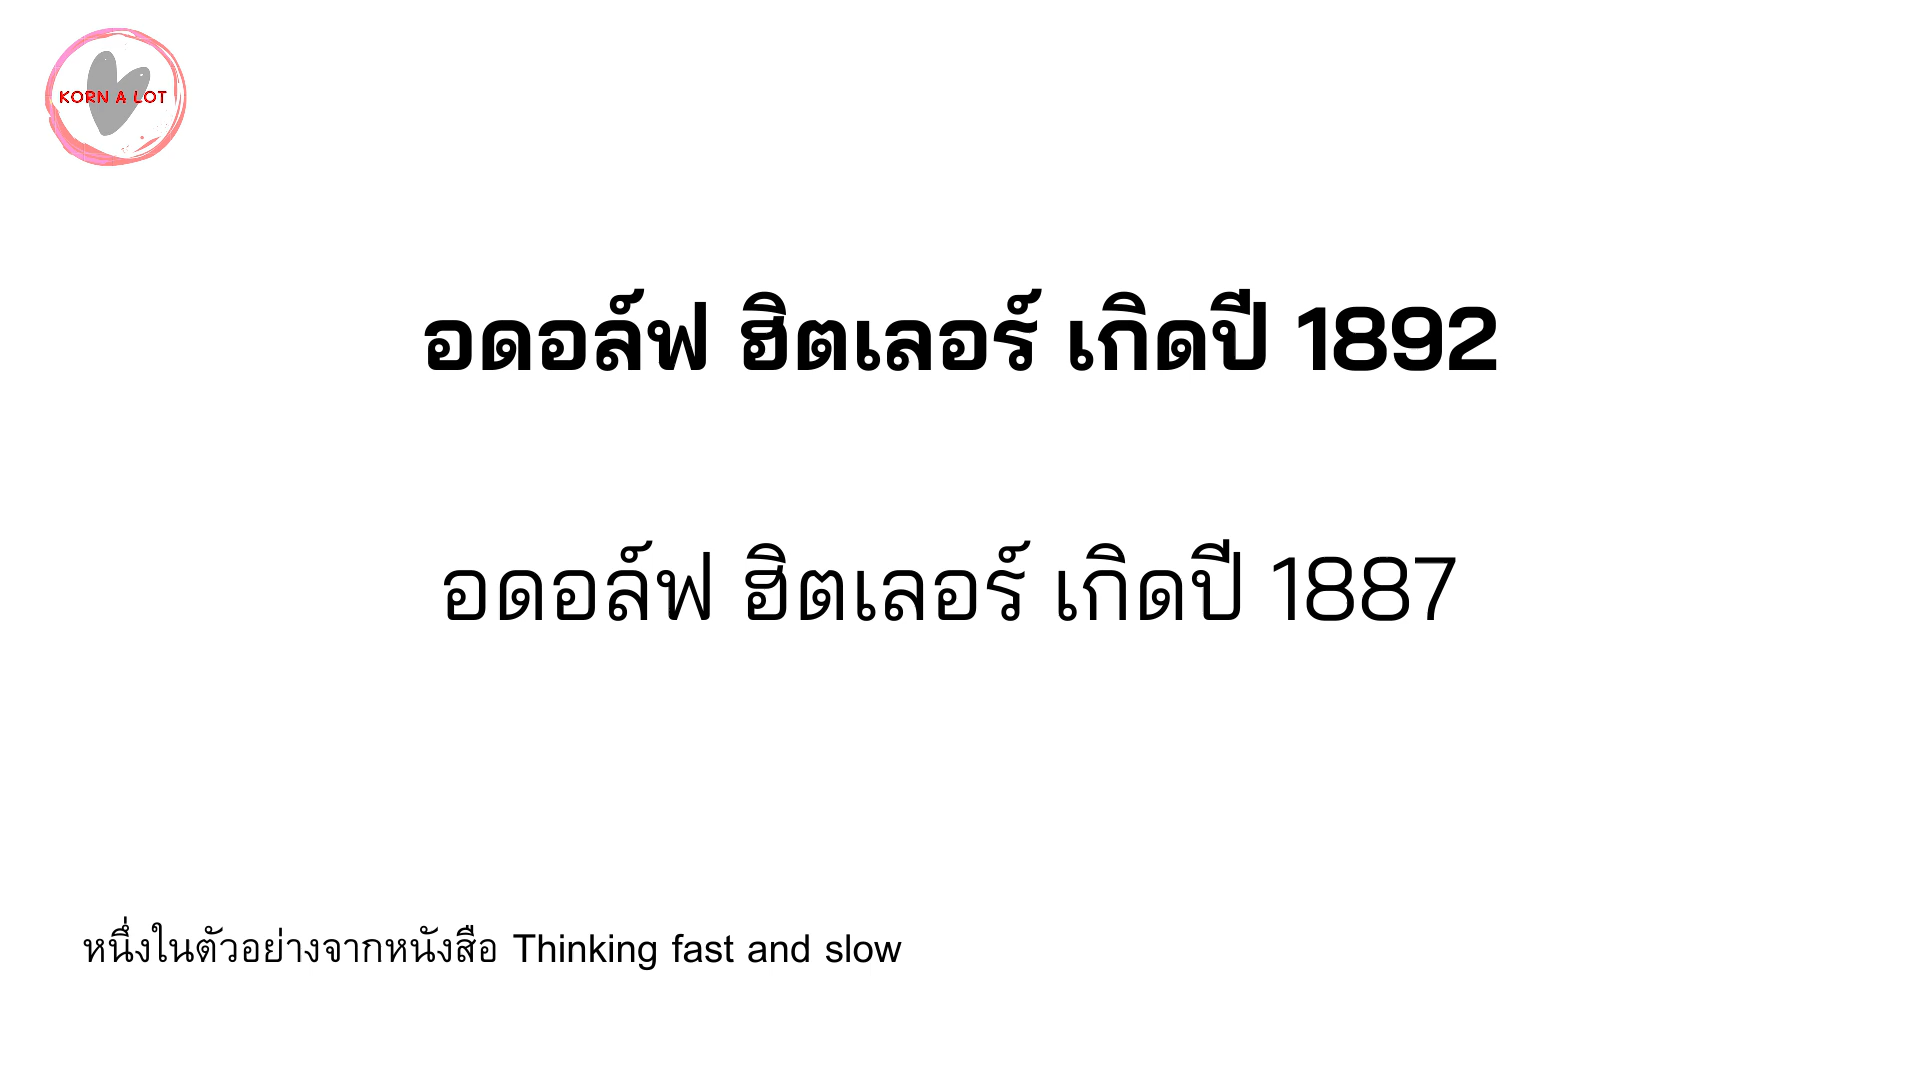 KORN A LOT
อดอล์ฟ ฮิตเลอร์ เกิดปี 1892
อดอล์ฟ ฮิตเลอร์ เกิดปี 1887
หนึ่งในตัวอย่างจากหนังสือ Thinking fast and slow